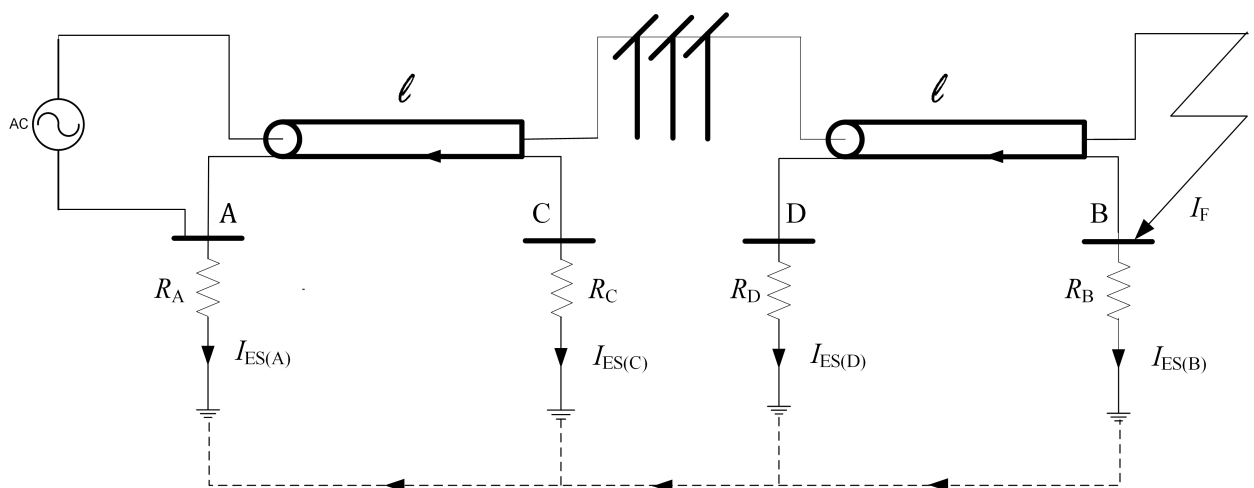 ℓ
ℓ
AC
A
C
D
B
I_F
R_A
R_C
R_D
R_B
I_ES(A)
I_ES(C)
I_ES(D)
I_ES(B)